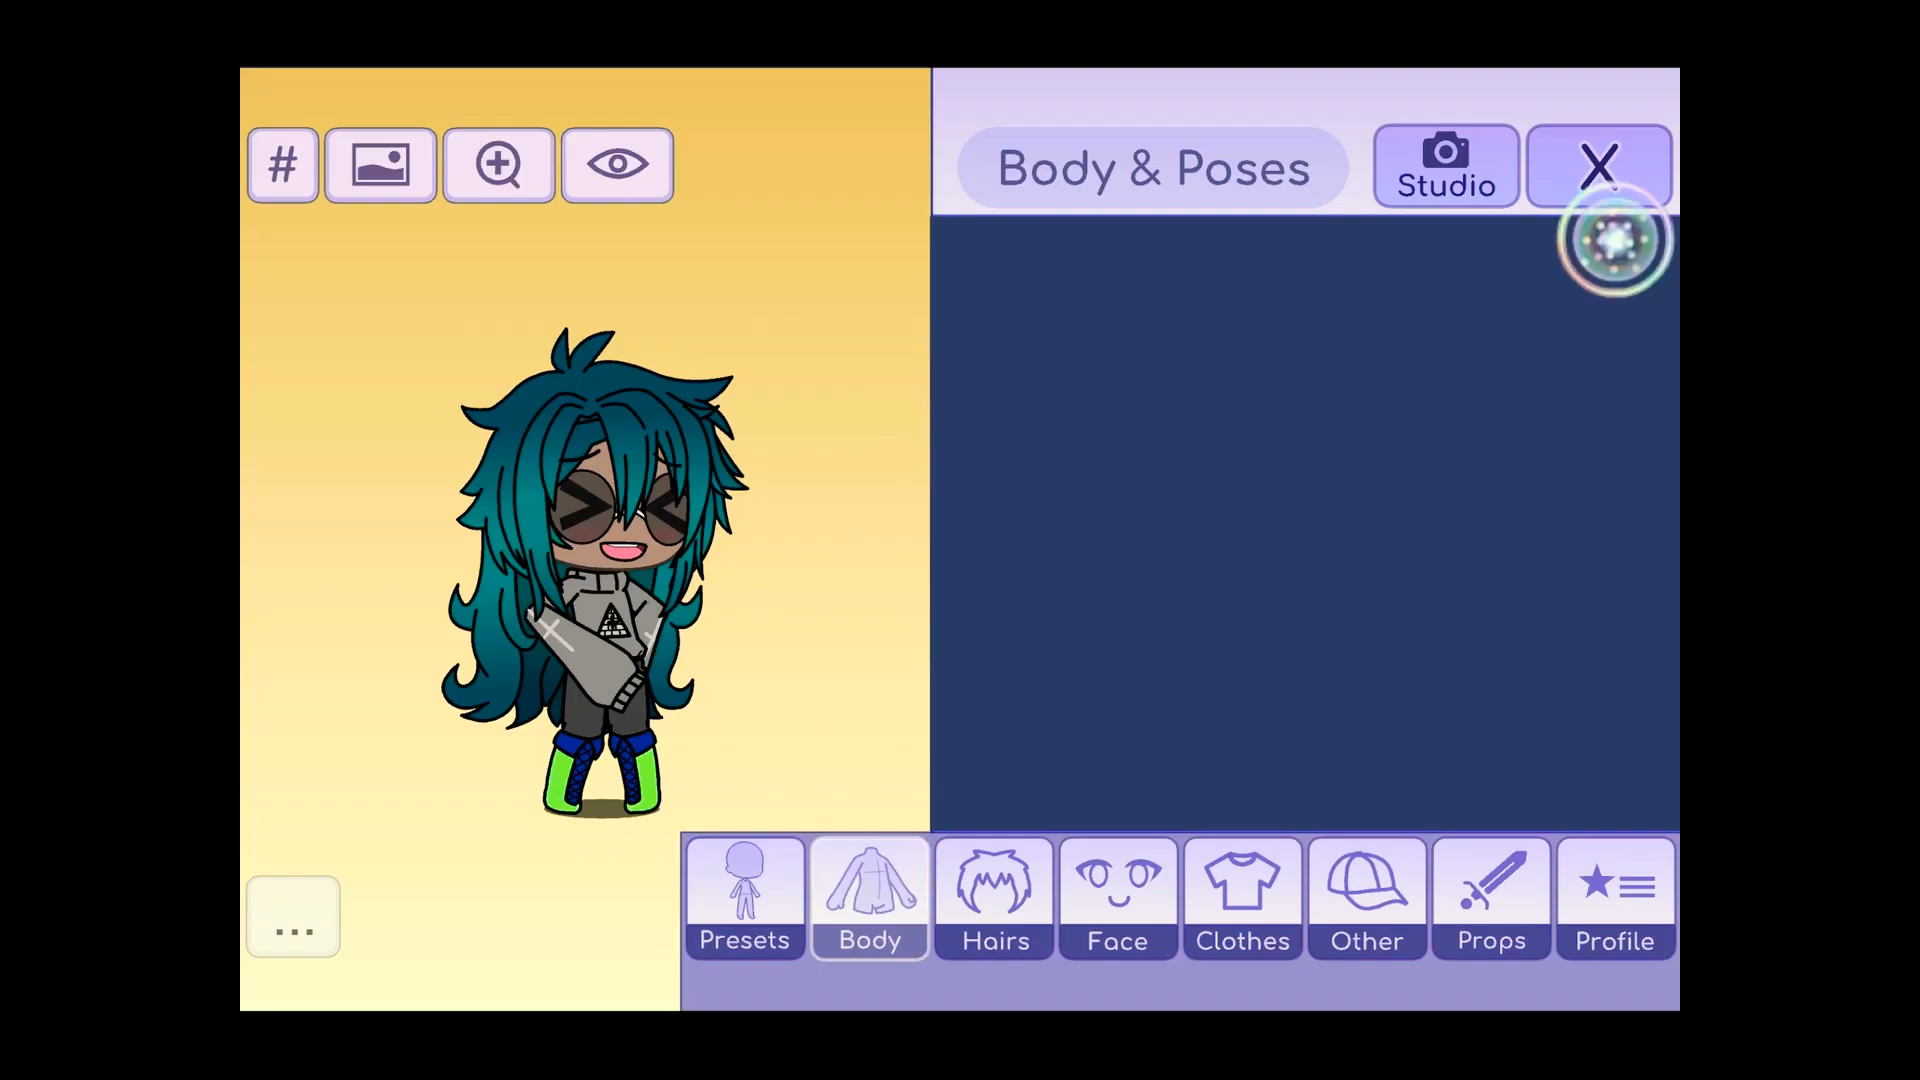 #
Body & Poses
Studio
X
...
Presets
Body
Hairs
Face
Clothes
Other
Props
Profile